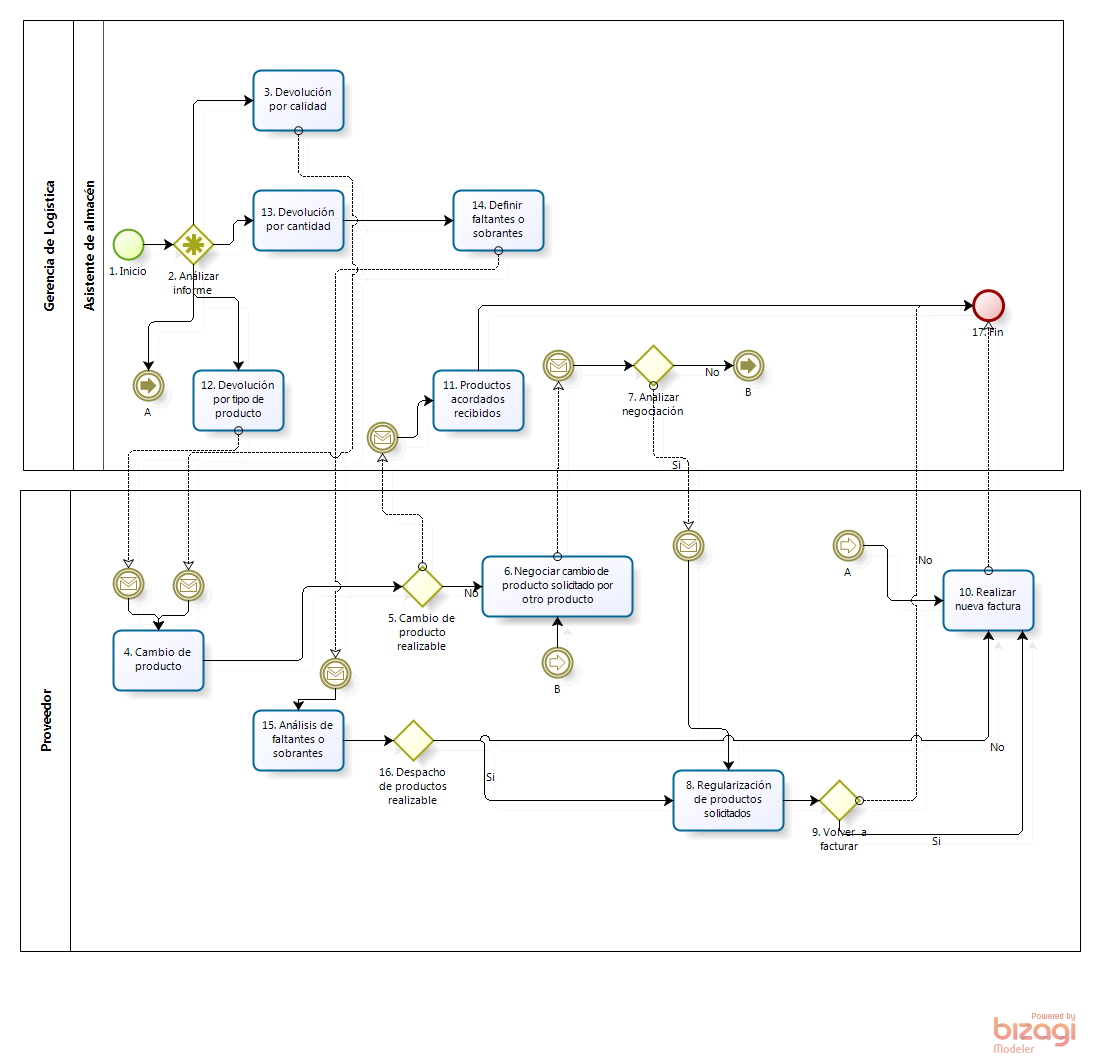 Gerencia de Logística
Asistente de almacén
3. Devolución
por calidad
13. Devolución
por cantidad
14. Definir
faltantes o
sobrantes
1. Inicio
2. Análizar
informe
17. Fin
A
12. Devolución
por tipo de
producto
11. Productos
acordados
recibidos
7. Analizar
negociación
No
B
Si
Proveedor
4. Cambio de
producto
5. Cambio de
producto
realizable
No
6. Negociar cambio de
producto solicitado por
otro producto
B
A
No
10. Realizar
nueva factura
15. Análisis de
faltantes o
sobrantes
16. Despacho
de productos
realizable
Si
No
8. Regularización
de productos
solicitados
9. Volver a
facturar
Si
Powered by
bizagi
Modeler